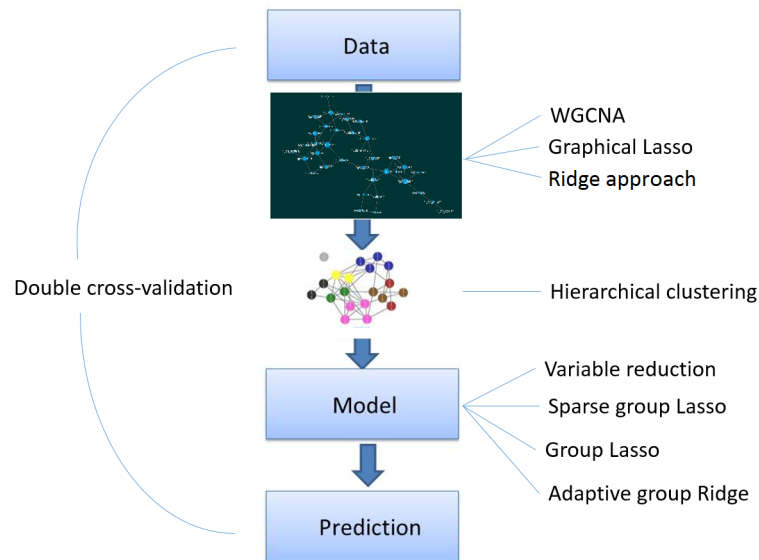 Data
WGCNA
Graphical Lasso
Ridge approach
Double cross-validation
Hierarchical clustering
Variable reduction
Model
Sparse group Lasso
Group Lasso
Adaptive group Ridge
Prediction